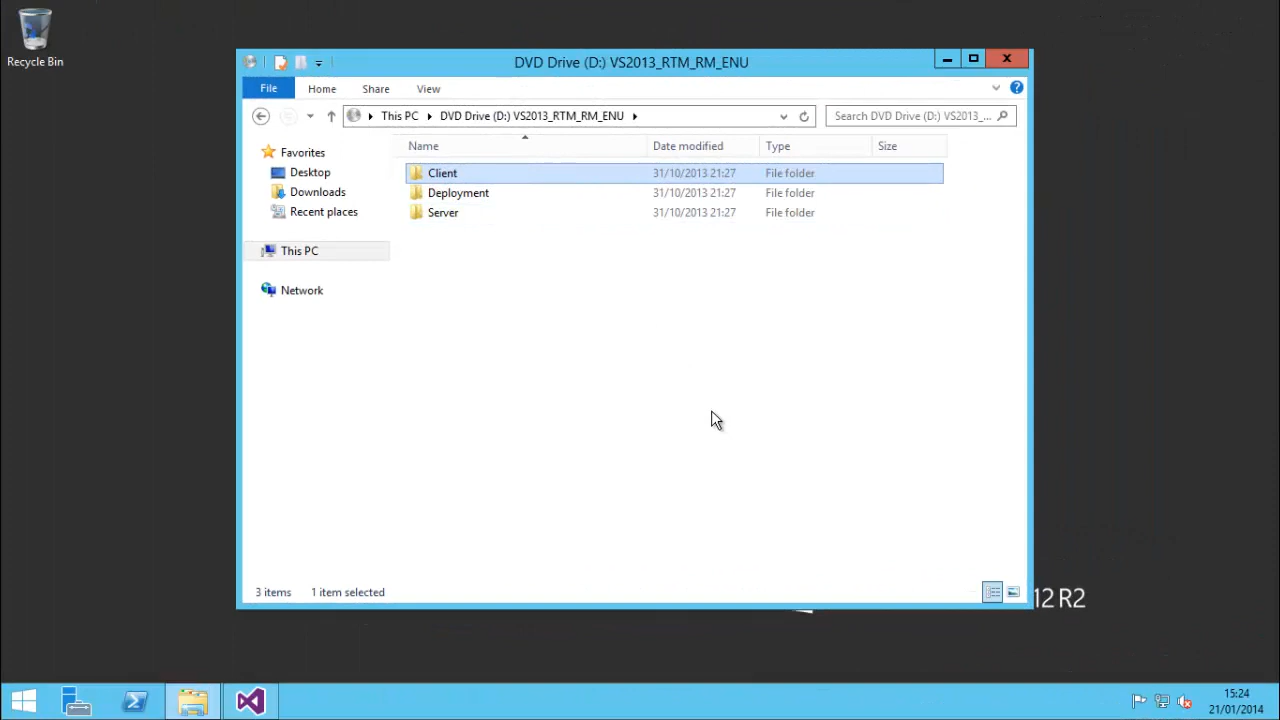 Recycle Bin
DVD Drive (D:) VS2013_RTM_RM_ENU
File Home Share View
This PC DVD Drive (D:) VS2013_RTM_RM_ENU
Search DVD Drive (D:) VS2013_...
Name Date modified Type Size
Favorites
Desktop
Downloads
Recent places
This PC
Network
Client 31/10/2013 21:27 File folder
Deployment 31/10/2013 21:27 File folder
Server 31/10/2013 21:27 File folder
3 items 1 item selected
12 R2
15:24
21/01/2014